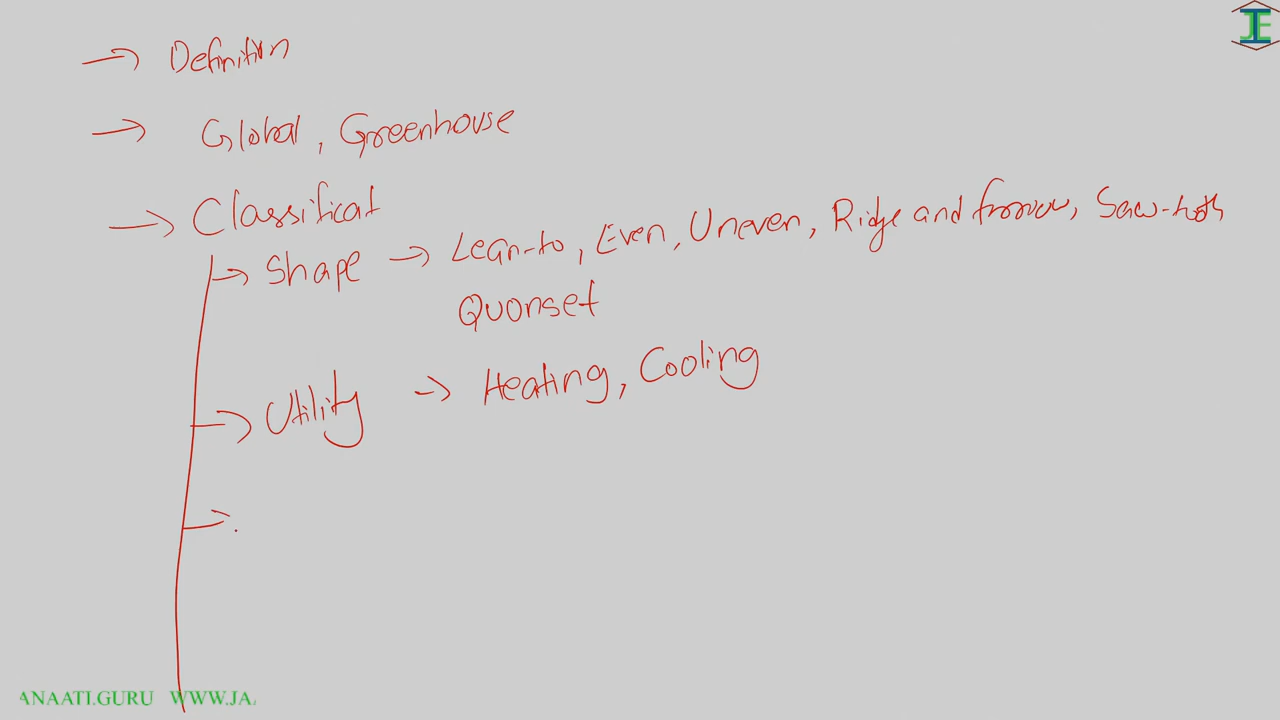 → Definition
→ Global, Greenhouse
→ Classificat
→ Shape → Lean-to, Even, Uneven, Ridge and furrow, Saw-tooth
Quonset
→ Utility → Heating, Cooling
→
ANAATI.GURU WWW.JA
JE